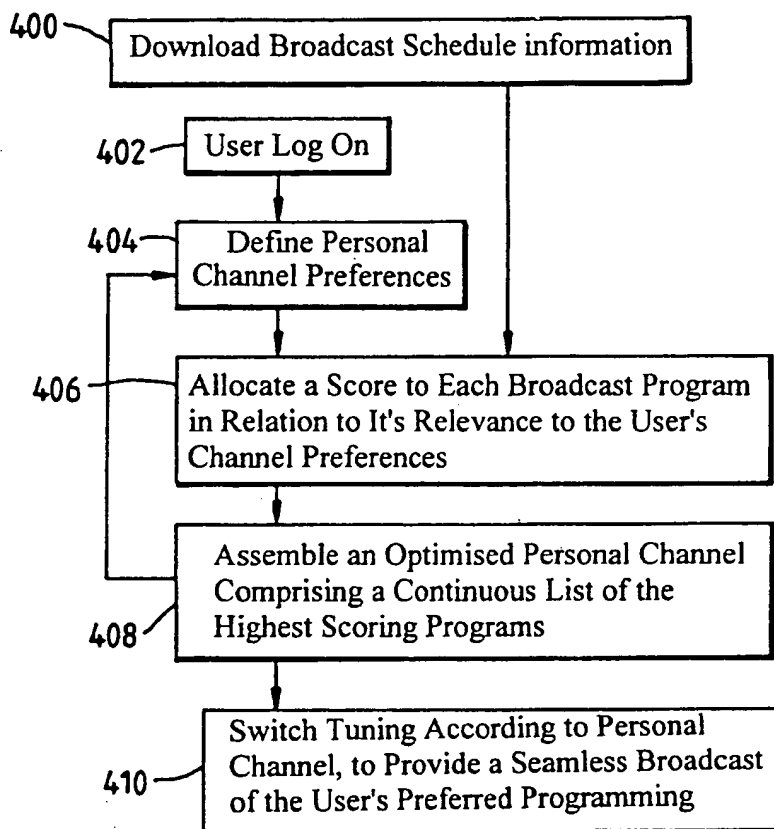 400
Download Broadcast Schedule information
402
User Log On
404
Define Personal
Channel Preferences
406
Allocate a Score to Each Broadcast Program
in Relation to It's Relevance to the User's
Channel Preferences
408
Assemble an Optimised Personal Channel
Comprising a Continuous List of the
Highest Scoring Programs
410
Switch Tuning According to Personal
Channel, to Provide a Seamless Broadcast
of the User's Preferred Programming